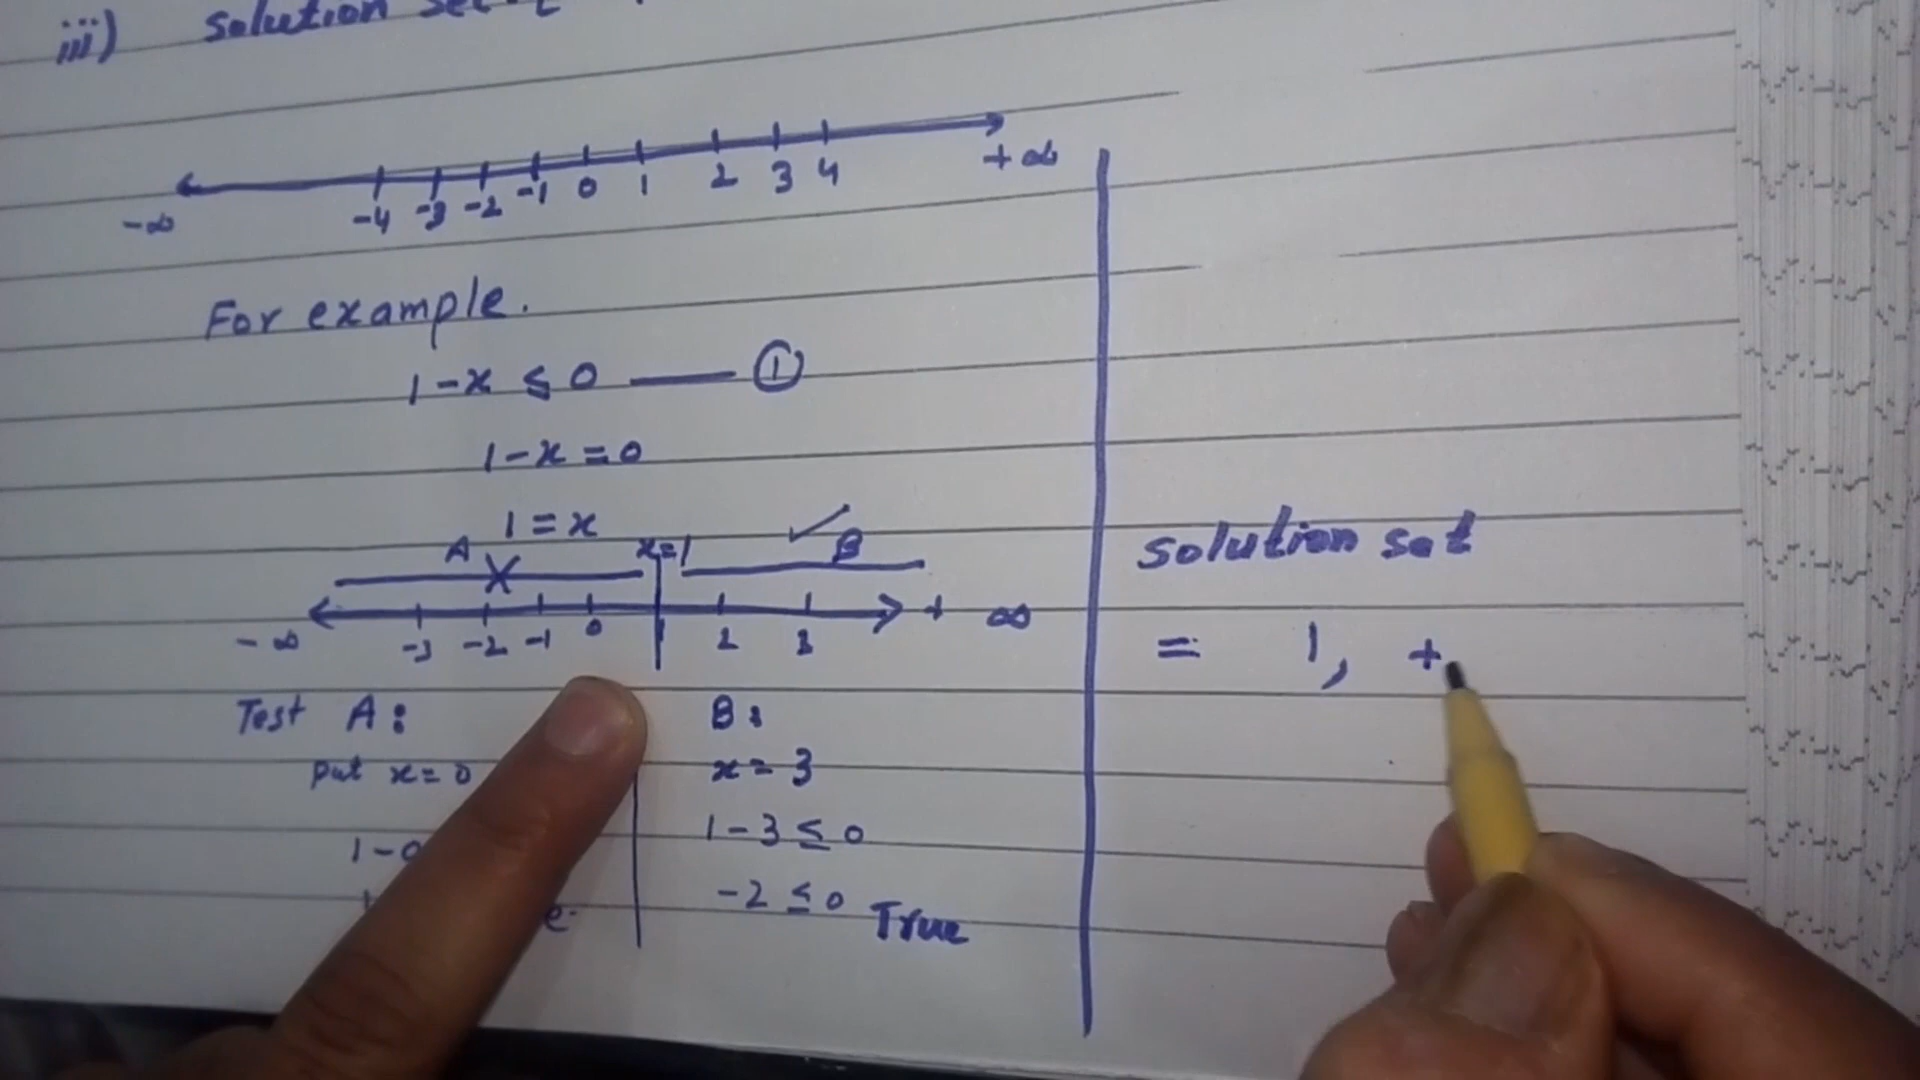 iii) solution set
-∞ -4 -3 -2 -1 0 1 2 3 4 +∞
For example.
1-x ≤ 0 —— ①
1-x = 0
1 = x
A x=1 B
-∞ -3 -2 -1 0 2 3 + ∞
Test A:
put x = 0
1-0
B:
x = 3
1-3 ≤ 0
-2 ≤ 0 True
solution set
= 1, +